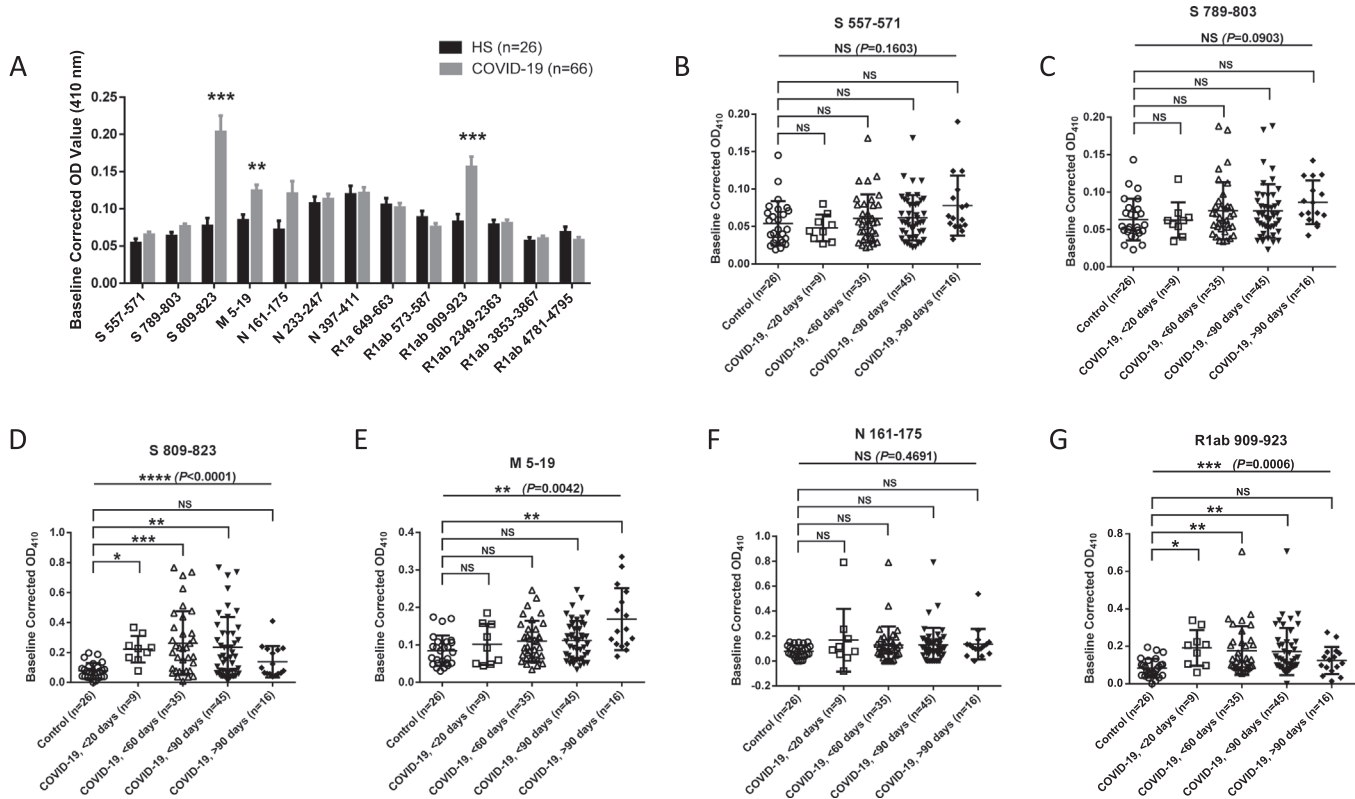 A
HS (n=26)
COVID-19 (n=66)
Baseline Corrected OD Value (410 nm)
0.25
0.20
0.15
0.10
0.05
0.00
***
**
***
S 557-571
S 789-803
S 809-823
M 5-19
N 161-175
N 233-247
N 397-411
R1a 649-663
R1ab 573-587
R1ab 909-923
R1ab 2349-2363
R1ab 3853-3867
R1ab 4781-4795
B
S 557-571
NS (P=0.1603)
NS
NS
NS
NS
Baseline Corrected OD410
0.20
0.15
0.10
0.05
0.00
Control (n=26)
COVID-19, <20 days (n=9)
COVID-19, <60 days (n=35)
COVID-19, <90 days (n=45)
COVID-19, >90 days (n=16)
C
S 789-803
NS (P=0.0903)
NS
NS
NS
NS
Baseline Corrected OD410
0.20
0.15
0.10
0.05
0.00
Control (n=26)
COVID-19, <20 days (n=9)
COVID-19, <60 days (n=35)
COVID-19, <90 days (n=45)
COVID-19, >90 days (n=16)
D
S 809-823
**** (P<0.0001)
NS
**
***
*
Baseline Corrected OD410
1.0
0.8
0.6
0.4
0.2
0.0
Control (n=26)
COVID-19, <20 days (n=9)
COVID-19, <60 days (n=35)
COVID-19, <90 days (n=45)
COVID-19, >90 days (n=16)
E
M 5-19
** (P=0.0042)
**
NS
NS
NS
Baseline Corrected OD410
0.4
0.3
0.2
0.1
0.0
Control (n=26)
COVID-19, <20 days (n=9)
COVID-19, <60 days (n=35)
COVID-19, <90 days (n=45)
COVID-19, >90 days (n=16)
F
N 161-175
NS (P=0.4691)
NS
NS
NS
NS
Baseline Corrected OD410
1.0
0.8
0.6
0.4
0.2
0.0
-0.2
Control (n=26)
COVID-19, <20 days (n=9)
COVID-19, <60 days (n=35)
COVID-19, <90 days (n=45)
COVID-19, >90 days (n=16)
G
R1ab 909-923
*** (P=0.0006)
NS
**
**
*
Baseline Corrected OD410
0.8
0.6
0.4
0.2
0.0
Control (n=26)
COVID-19, <20 days (n=9)
COVID-19, <60 days (n=35)
COVID-19, <90 days (n=45)
COVID-19, >90 days (n=16)